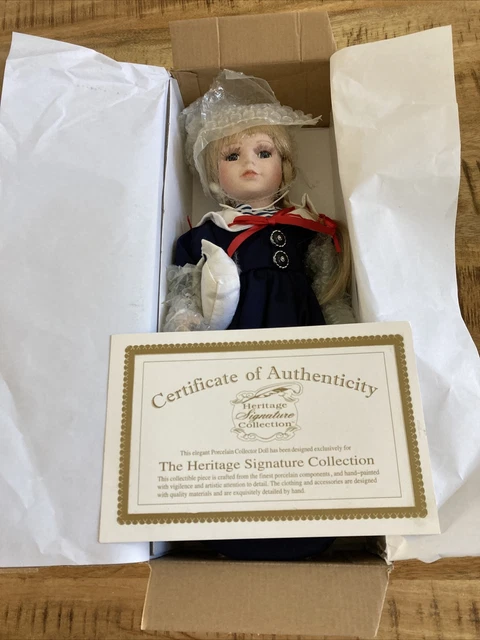 Certificate of Authenticity
Heritage
Signature
Collection
This elegant Porcelain Collector Doll has been designed exclusively for
The Heritage Signature Collection
This collectible piece is crafted from the finest porcelain components, and hand-painted
with vigilence and artistic attention to detail. The clothing and accessories are designed
with quality materials and are exquisitely detailed by hand.